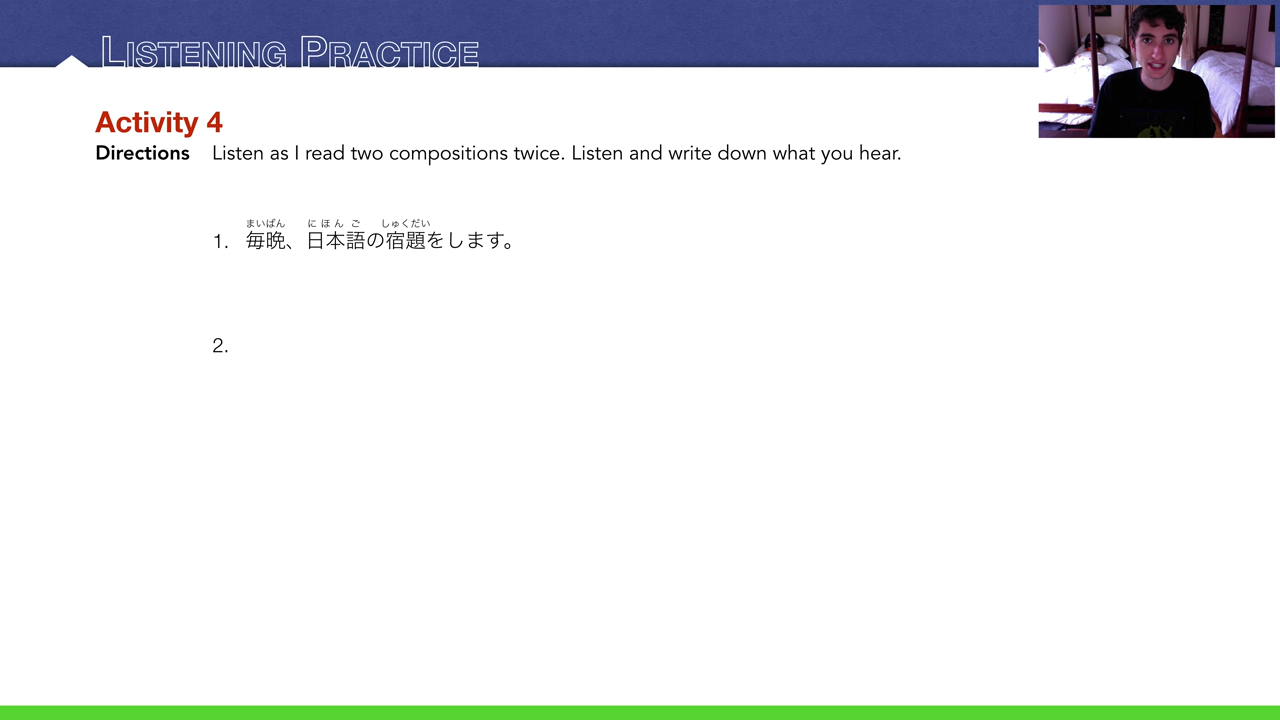 LISTENING PRACTICE
Activity 4
Directions Listen as I read two compositions twice. Listen and write down what you hear.
まいばん にほんご しゅくだい
1. 毎晩、日本語の宿題をします。
2.